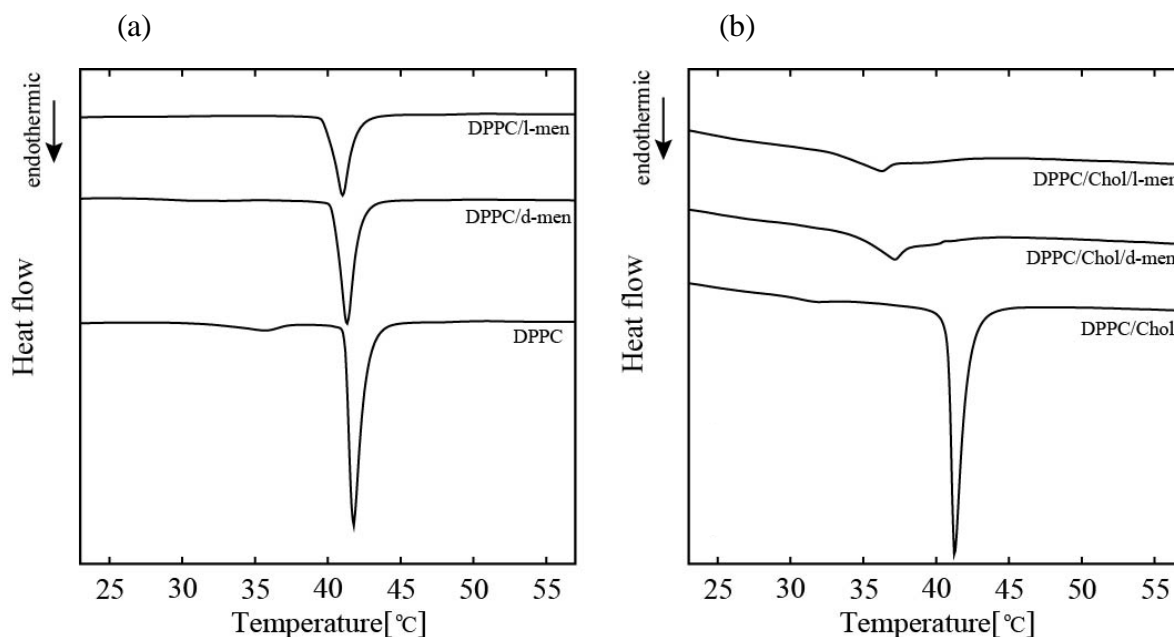 (a)
(b)
endothermic
Heat flow
DPPC/l-men
DPPC/d-men
DPPC
25 30 35 40 45 50 55
Temperature[ °C]
endothermic
Heat flow
DPPC/Chol/l-men
DPPC/Chol/d-men
DPPC/Chol
25 30 35 40 45 50 55
Temperature[ °C]